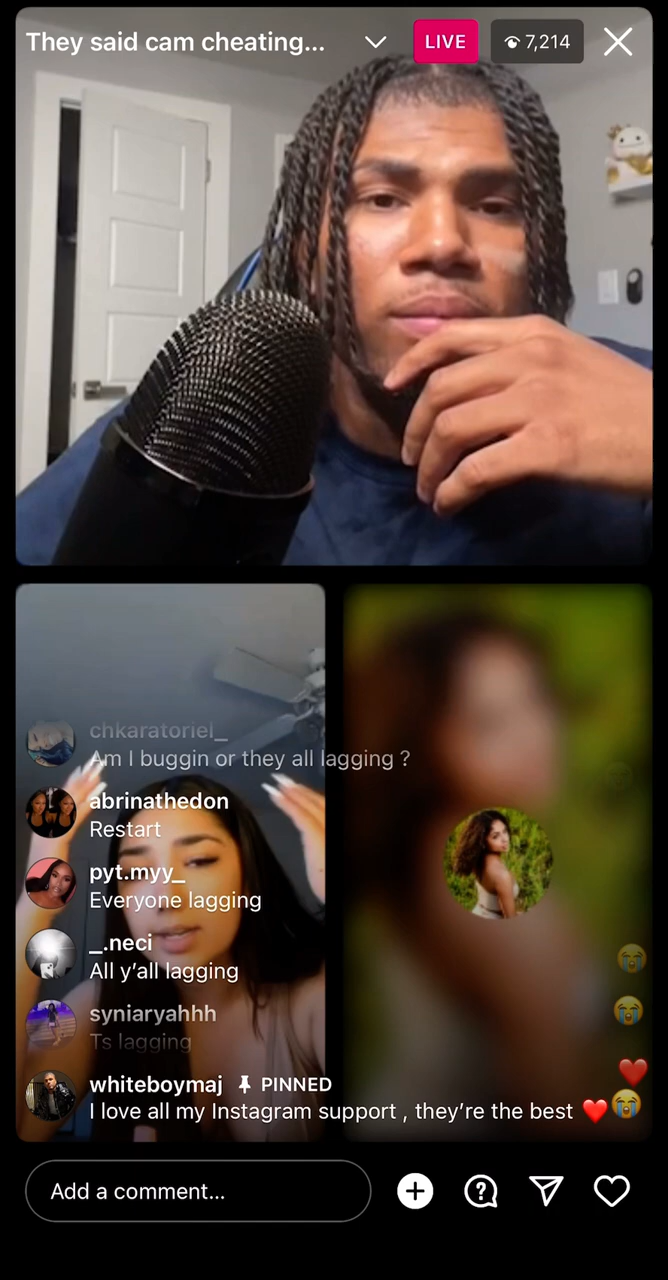 They said cam cheating...
LIVE
7,214
chkaratoriel_
Am I buggin or they all lagging ?
abrinathedon
Restart
pyt.myy_
Everyone lagging
_.neci
All y’all lagging
syniaryahhh
Ts lagging
whiteboymaj PINNED
I love all my Instagram support , they’re the best ❤️
Add a comment...